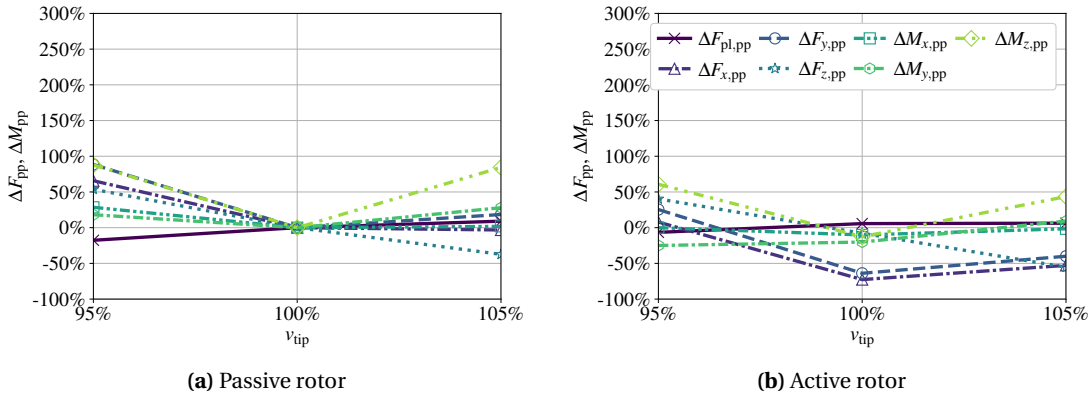 300%
250%
200%
150%
100%
50%
0%
-50%
-100%
ΔF_pp, ΔM_pp
95% 100% 105%
v_tip
(a) Passive rotor
300%
250%
200%
150%
100%
50%
0%
-50%
-100%
ΔF_pp, ΔM_pp
ΔF_pl,pp ΔF_y,pp ΔM_x,pp ΔM_z,pp
ΔF_x,pp ΔF_z,pp ΔM_y,pp
95% 100% 105%
v_tip
(b) Active rotor